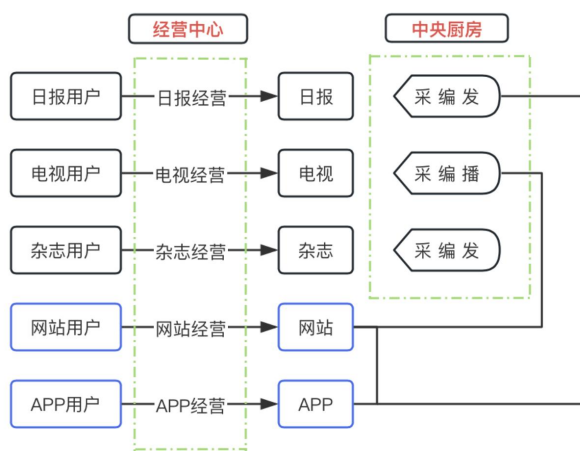 经营中心
中央厨房
日报用户
日报经营
日报
采 编 发
电视用户
电视经营
电视
采 编 播
杂志用户
杂志经营
杂志
采 编 发
网站用户
网站经营
网站
APP用户
APP经营
APP